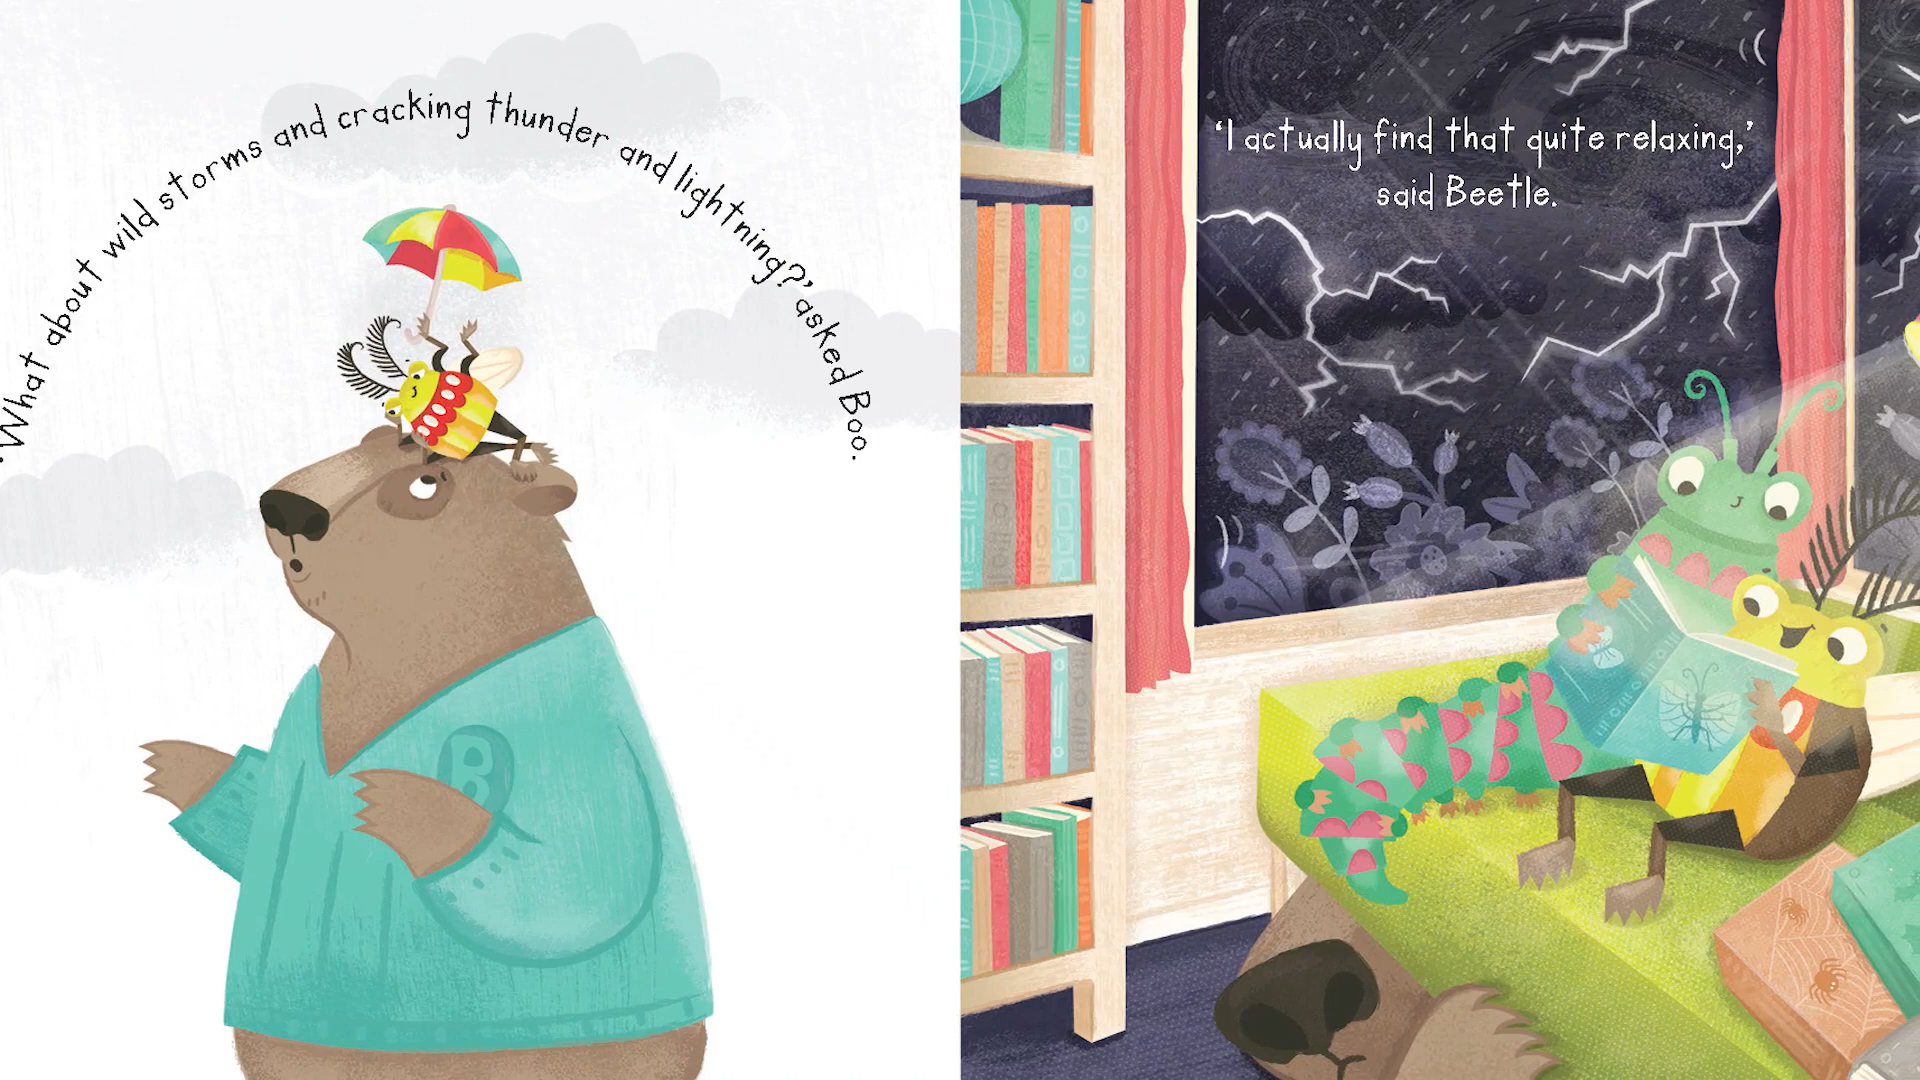 'What about wild storms and cracking thunder and lightning?' asked Boo.
B
'I actually find that quite relaxing,'
said Beetle.